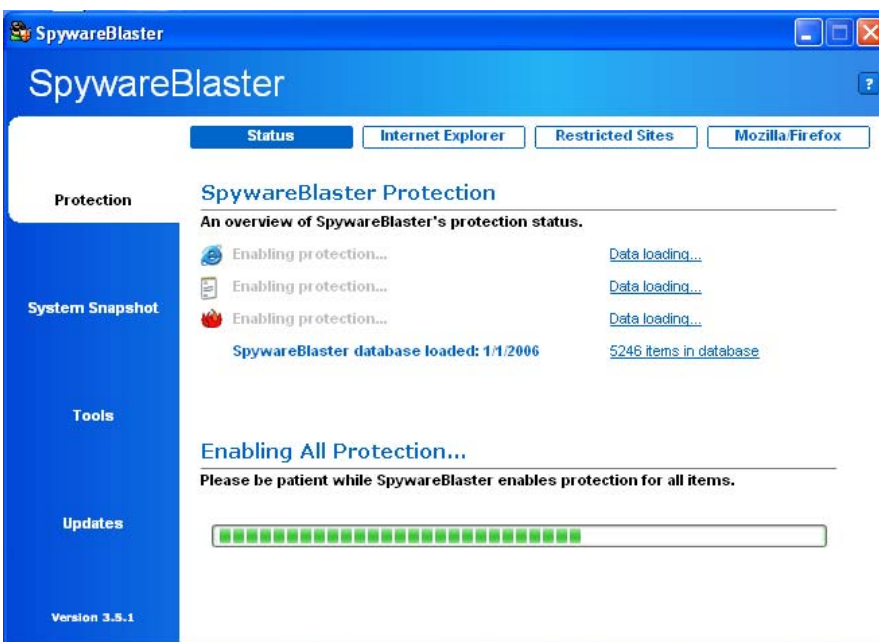 SpywareBlaster
SpywareBlaster
?
Status
Internet Explorer
Restricted Sites
Mozilla/Firefox
Protection
System Snapshot
Tools
Updates
Version 3.5.1
SpywareBlaster Protection
An overview of SpywareBlaster's protection status.
Enabling protection... Data loading...
Enabling protection... Data loading...
Enabling protection... Data loading...
SpywareBlaster database loaded: 1/1/2006 5246 items in database
Enabling All Protection...
Please be patient while SpywareBlaster enables protection for all items.